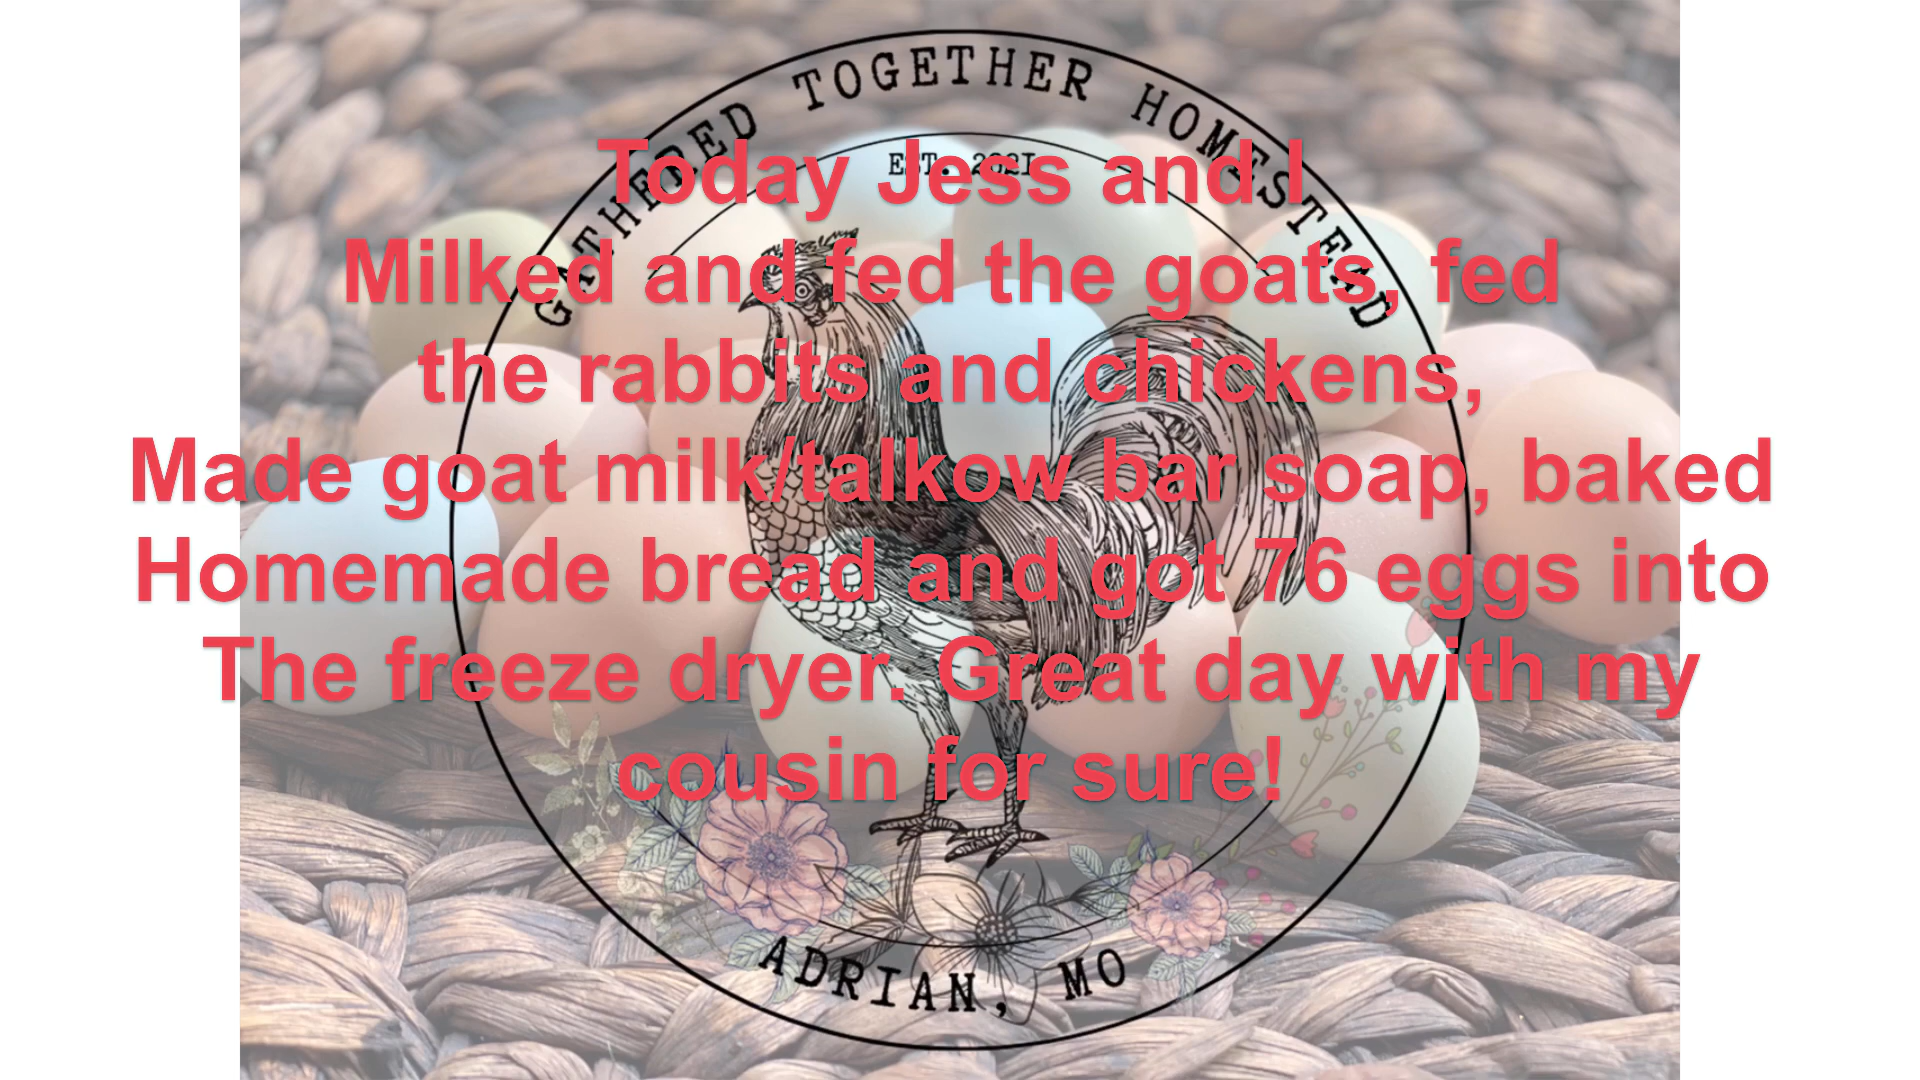 GATHERED TOGETHER HOMESTEAD
EST. 2021
Today Jess and I
Milked and fed the goats, fed
the rabbits and chickens,
Made goat milk/talkow bar soap, baked
Homemade bread and got 76 eggs into
The freeze dryer. Great day with my
cousin for sure!
ADRIAN, MO